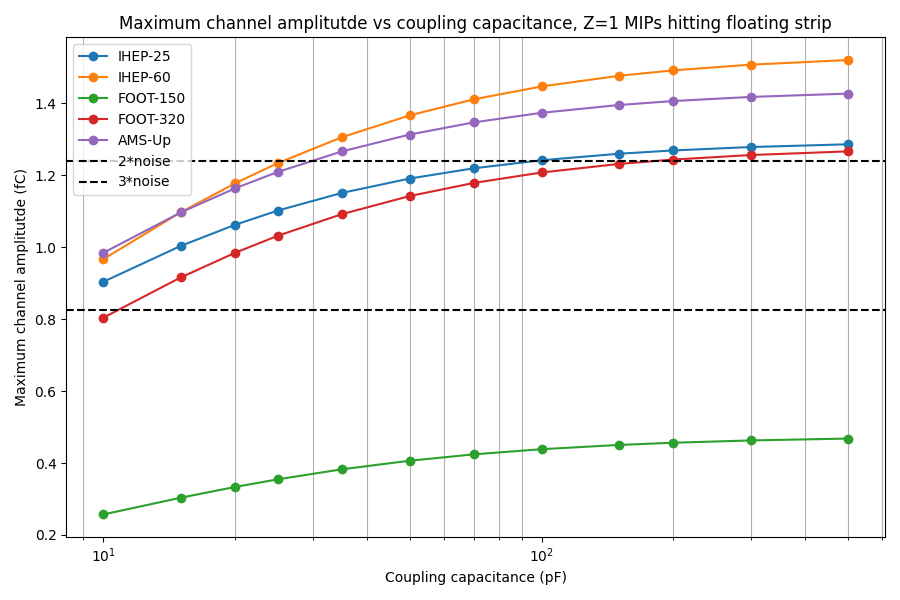 Maximum channel amplitutde vs coupling capacitance, Z=1 MIPs hitting floating strip
IHEP-25
IHEP-60
FOOT-150
FOOT-320
AMS-Up
2*noise
3*noise
Maximum channel amplitutde (fC)
1.4
1.2
1.0
0.8
0.6
0.4
0.2
10¹
10²
Coupling capacitance (pF)